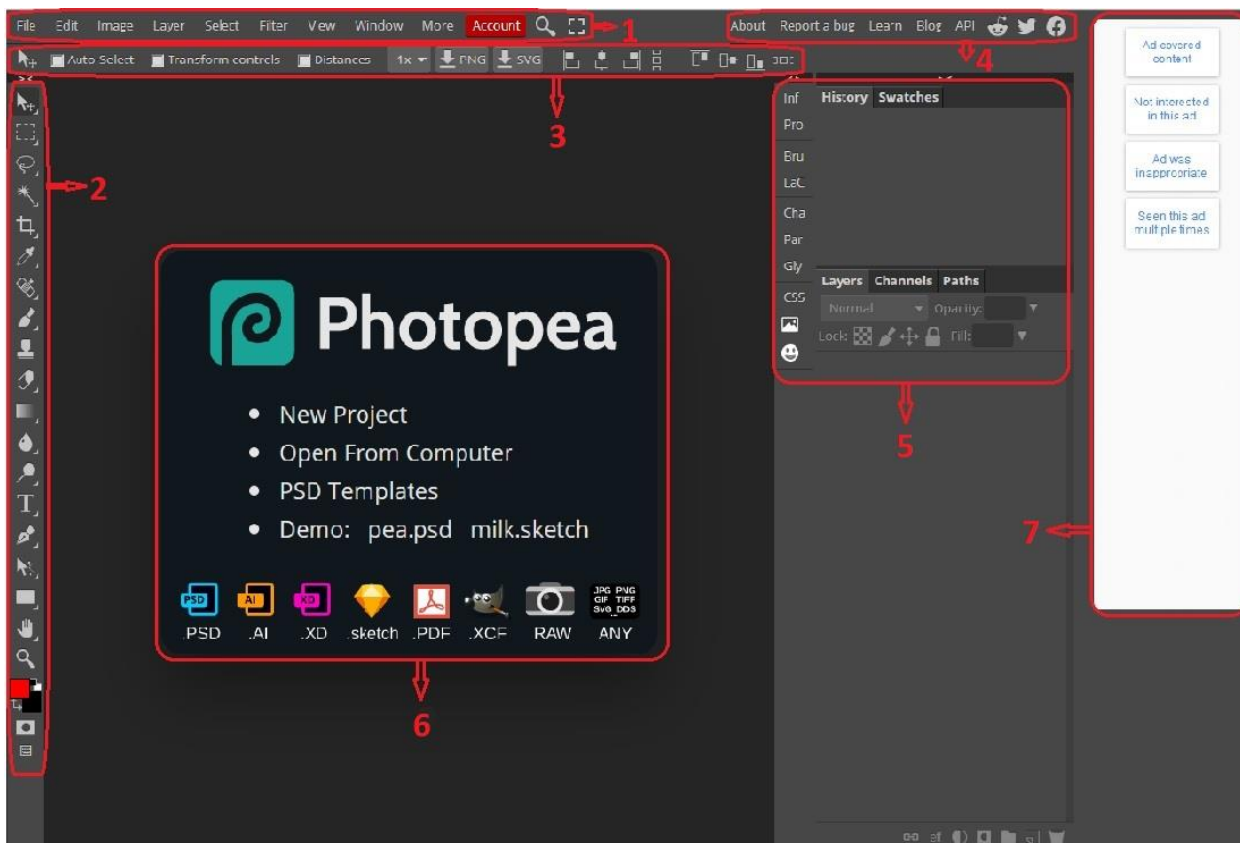 File Edit Image Layer Select Filter View Window More Account
1
About Report a bug Learn Blog API
4
Auto Select Transform controls Distances 1x PNG SVG
3
2
Inf
Pro
Bru
LaC
Cha
Par
Gly
CSS
History Swatches
Layers Channels Paths
Normal Opacity:
Lock: Fill:
5
Photopea
New Project
Open From Computer
PSD Templates
Demo: pea.psd milk.sketch
PSD AI XD JPG PNG
GIF TIFF
SVG DDS
.PSD .AI .XD .sketch .PDF .XCF RAW ANY
6
Ad covered
content
Not interested
in this ad
Ad was
inappropriate
Seen this ad
multiple times
7